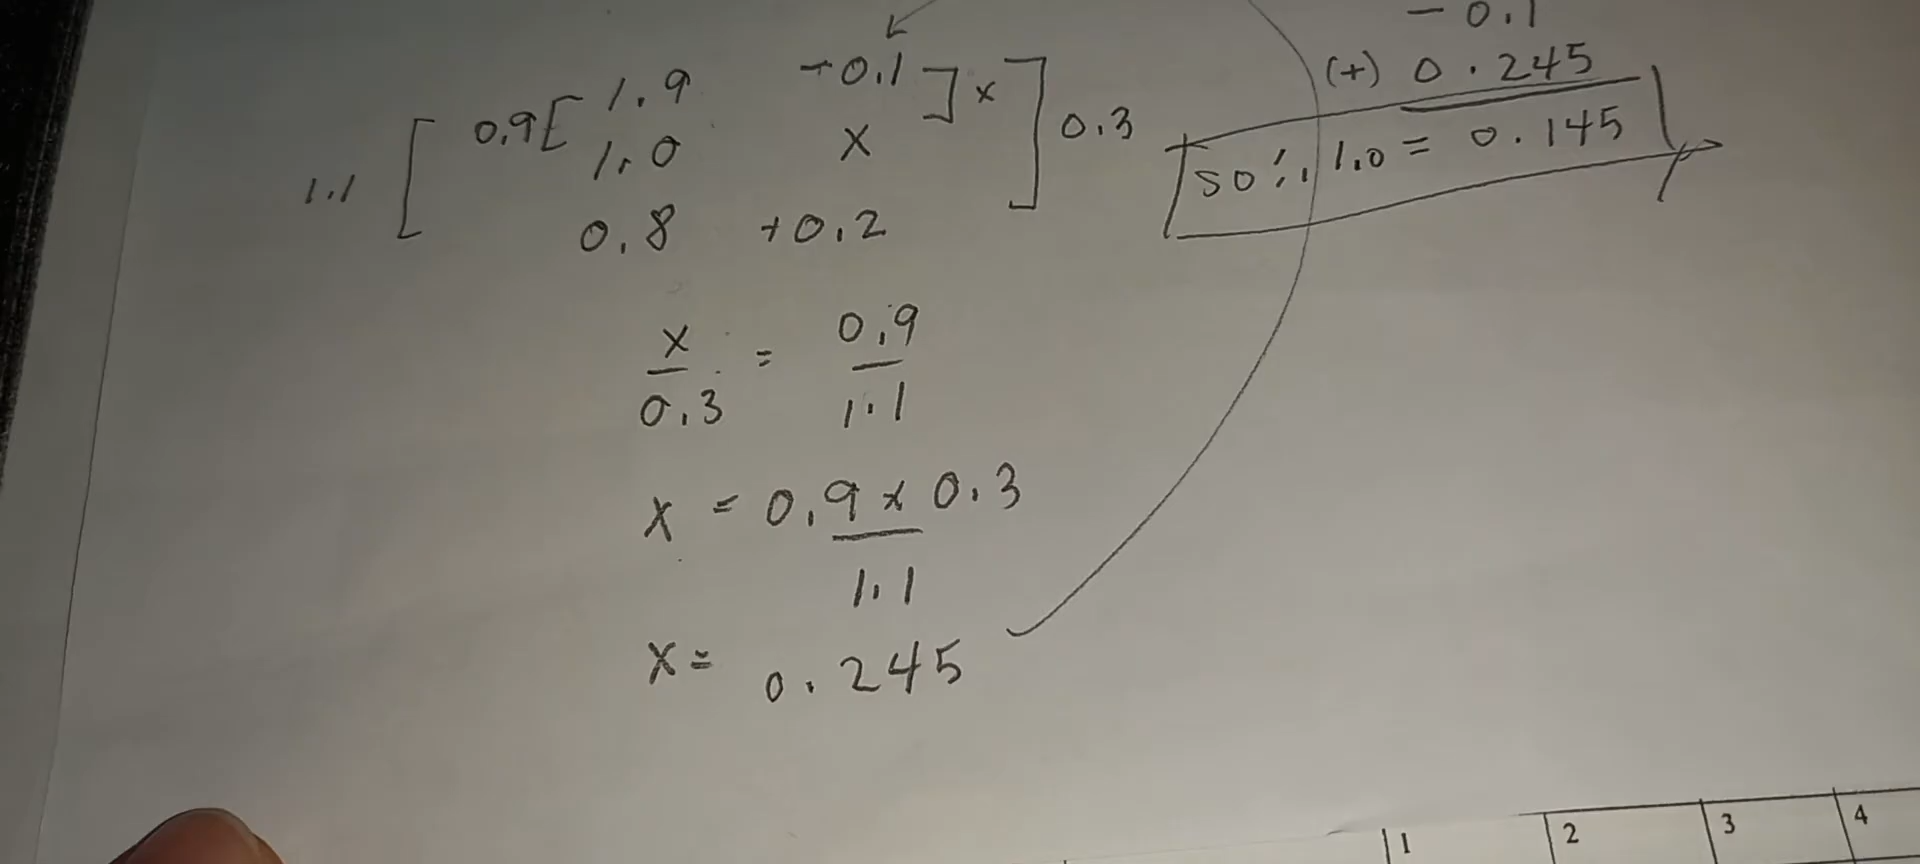 1.1 [ 0.9 [ 1.9 -0.1 ] x ] 0.3
1.0 x
0.8 +0.2
x/0.3 = 0.9/1.1
x = 0.9 x 0.3 / 1.1
x = 0.245
- 0.1
(+) 0.245
50%, 1.0 = 0.145
1 2 3 4